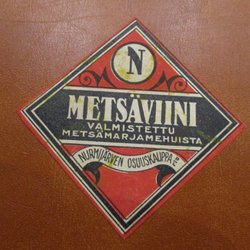 N
METSÄVIINI
VALMISTETTU
METSÄMARJAMEHUISTA
NURMIJÄRVEN OSUUSKAUPPA